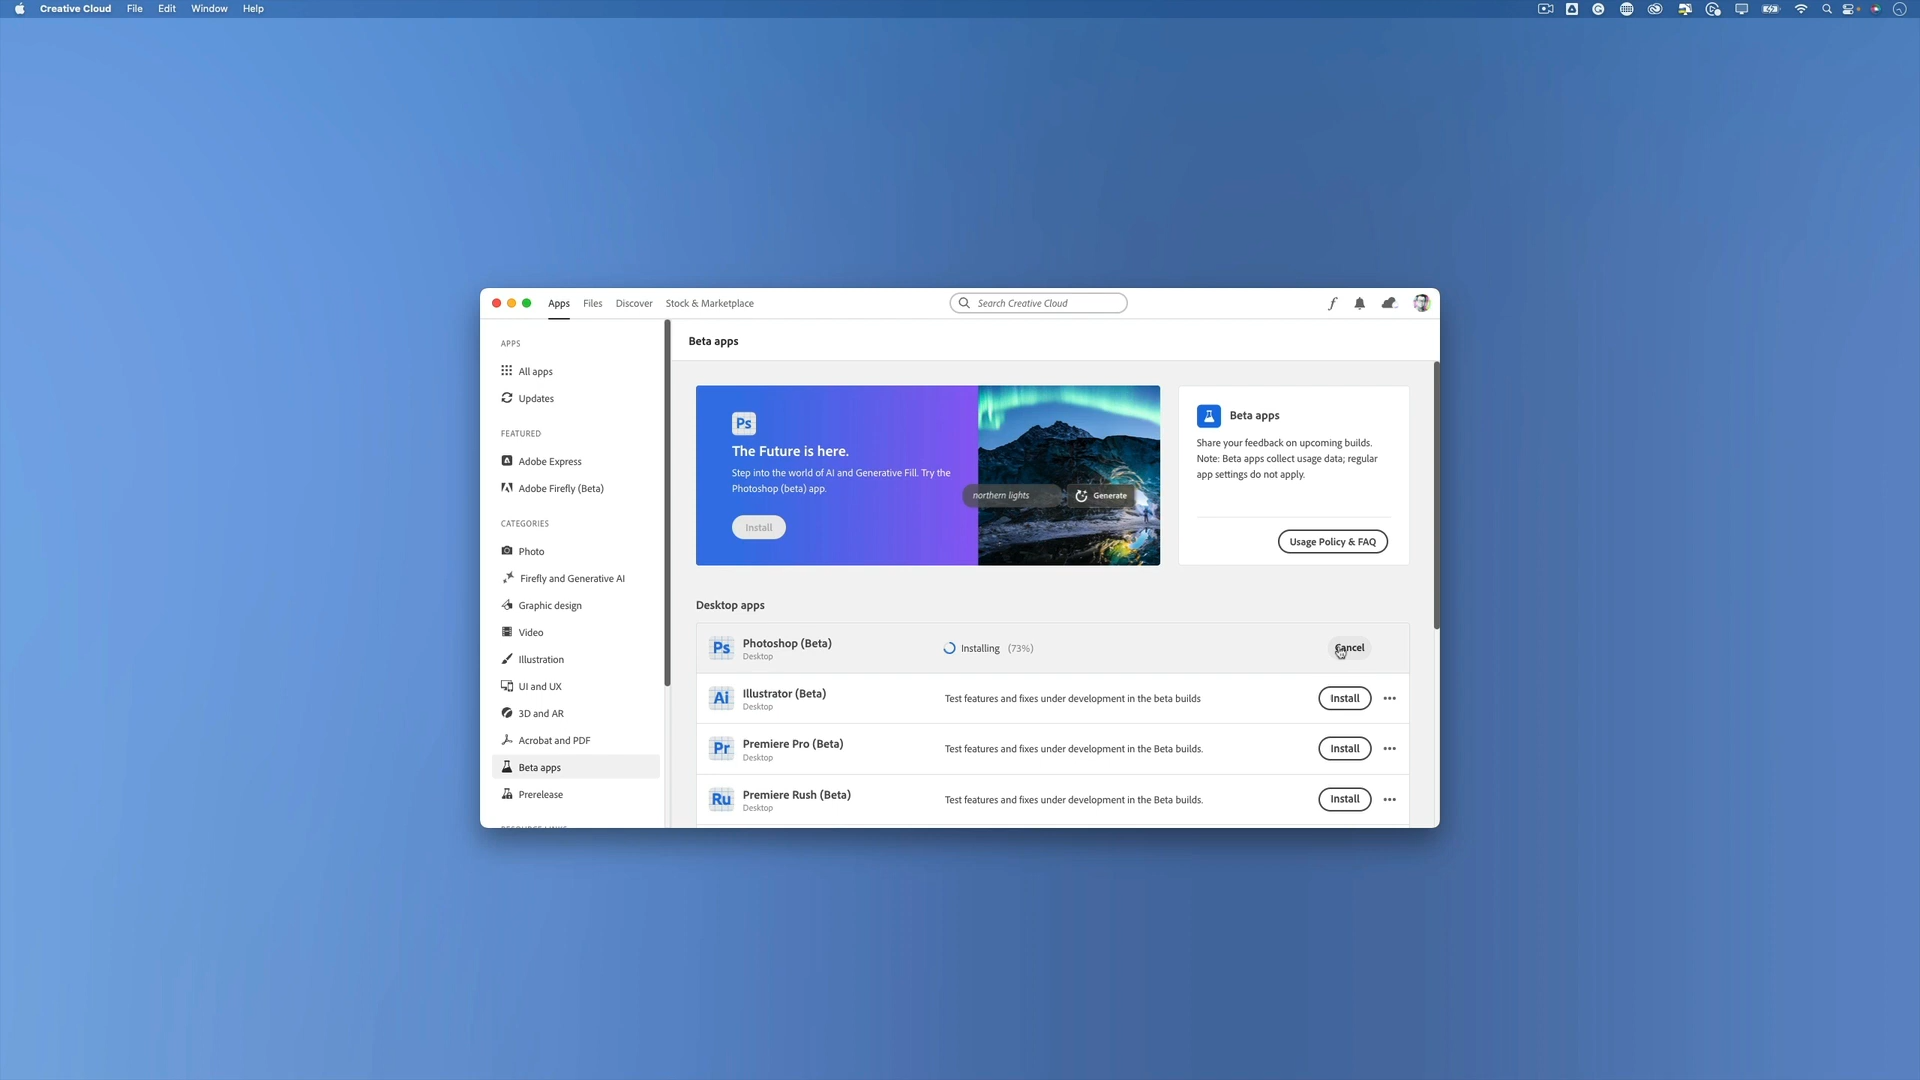 Creative Cloud File Edit Window Help
Apps Files Discover Stock & Marketplace
Search Creative Cloud
APPS
All apps
Updates
FEATURED
Adobe Express
Adobe Firefly (Beta)
CATEGORIES
Photo
Firefly and Generative AI
Graphic design
Video
Illustration
UI and UX
3D and AR
Acrobat and PDF
Beta apps
Prerelease
Beta apps
Ps
The Future is here.
Step into the world of AI and Generative Fill. Try the
Photoshop (beta) app.
Install
northern lights
Generate
Beta apps
Share your feedback on upcoming builds.
Note: Beta apps collect usage data; regular
app settings do not apply.
Usage Policy & FAQ
Desktop apps
Ps Photoshop (Beta) Installing (73%) Cancel
Desktop
Ai Illustrator (Beta) Test features and fixes under development in the beta builds Install
Desktop
Pr Premiere Pro (Beta) Test features and fixes under development in the Beta builds. Install
Desktop
Ru Premiere Rush (Beta) Test features and fixes under development in the Beta builds. Install
Desktop